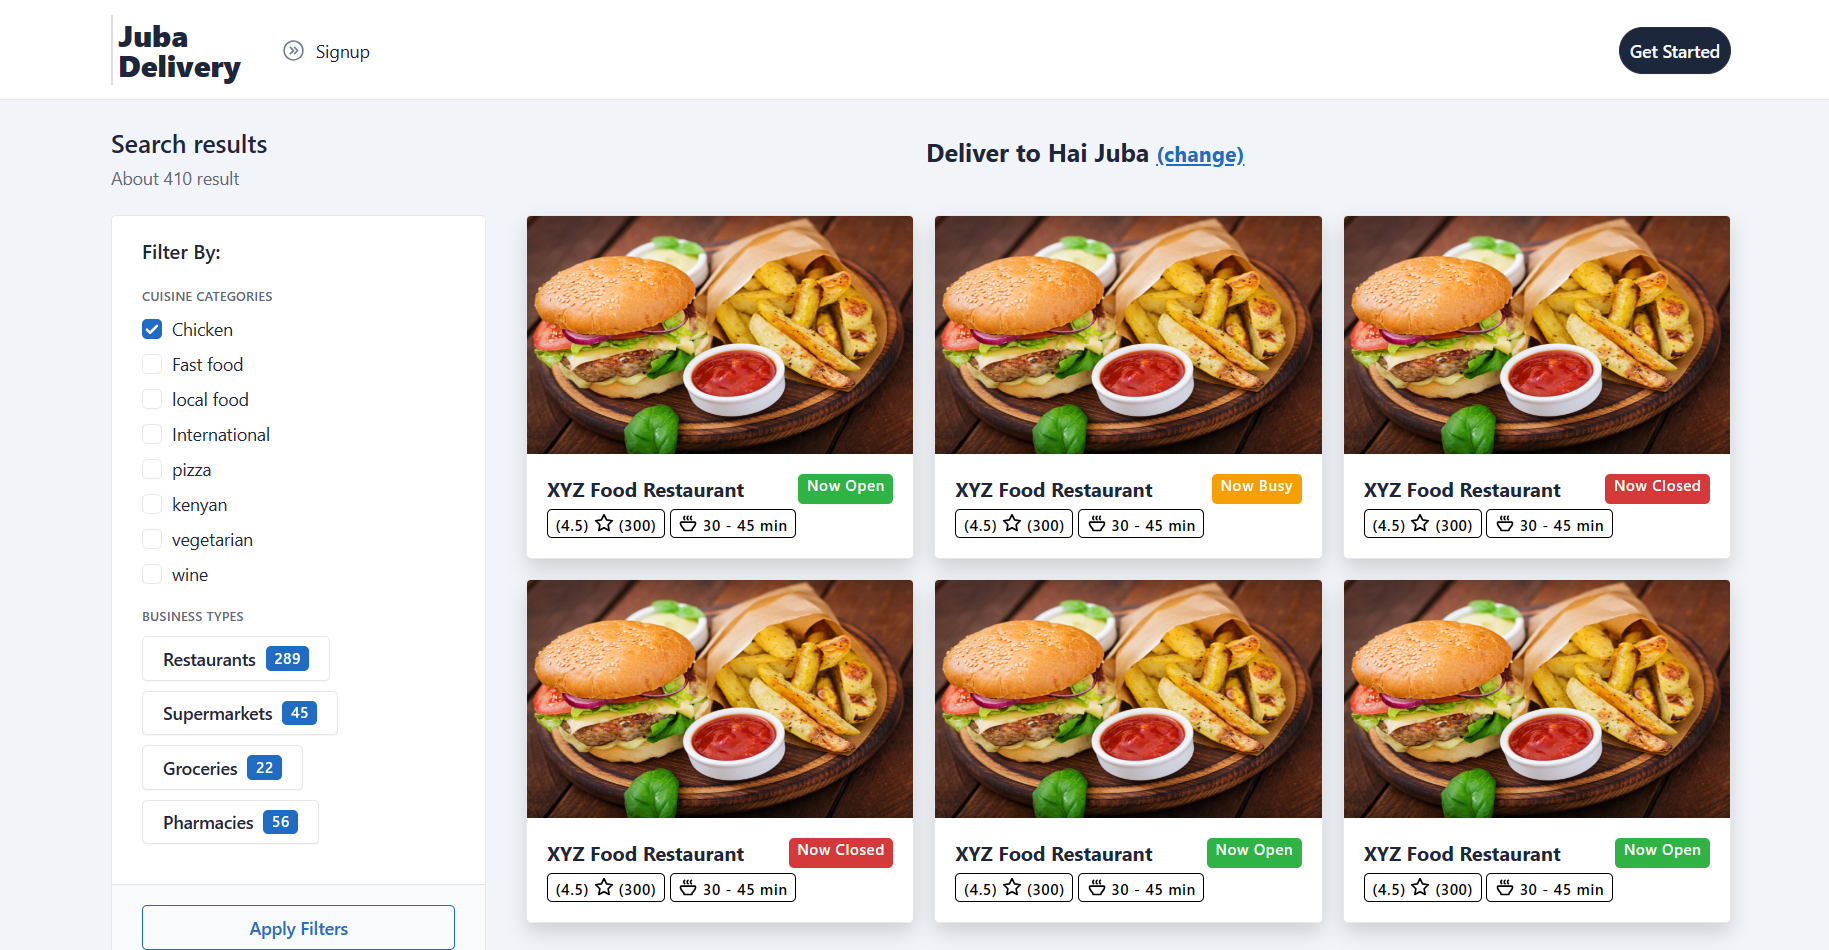 Juba
Delivery
Signup
Get Started
Search results
About 410 result
Deliver to Hai Juba (change)
Filter By:
CUISINE CATEGORIES
Chicken
Fast food
local food
International
pizza
kenyan
vegetarian
wine
BUSINESS TYPES
Restaurants 289
Supermarkets 45
Groceries 22
Pharmacies 56
Apply Filters
XYZ Food Restaurant Now Open
(4.5) (300) 30 - 45 min
XYZ Food Restaurant Now Busy
(4.5) (300) 30 - 45 min
XYZ Food Restaurant Now Closed
(4.5) (300) 30 - 45 min
XYZ Food Restaurant Now Closed
(4.5) (300) 30 - 45 min
XYZ Food Restaurant Now Open
(4.5) (300) 30 - 45 min
XYZ Food Restaurant Now Open
(4.5) (300) 30 - 45 min